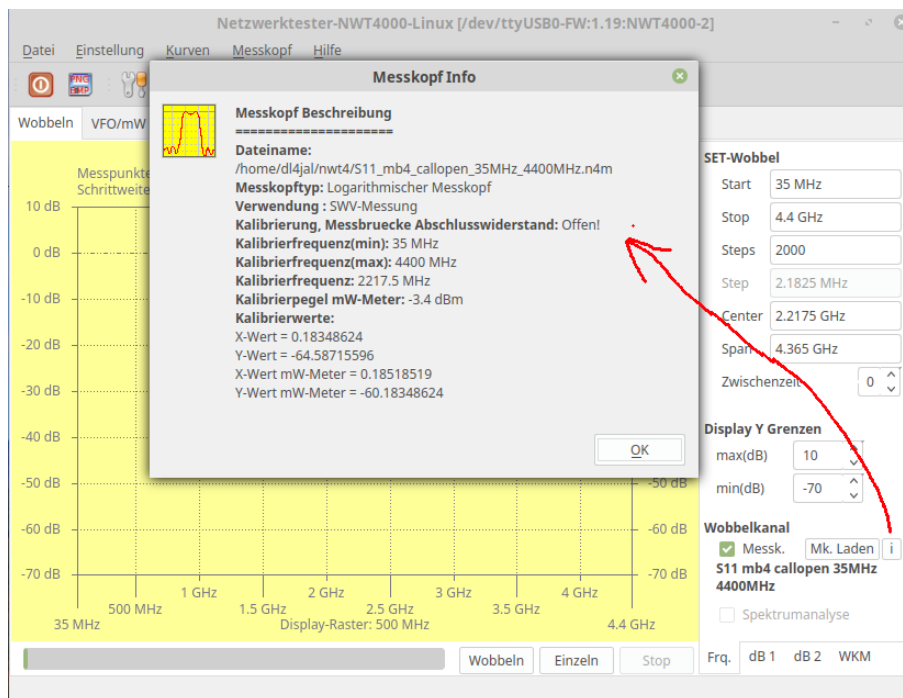 Netzwerktester-NWT4000-Linux [/dev/ttyUSB0-FW:1.19:NWT4000-2]
Datei Einstellung Kurven Messkopf Hilfe
PNG
BMP
Wobbeln VFO/mW
Messpunkte
Schrittweite
Messkopf Info
Messkopf Beschreibung
=====================
Dateiname:
/home/dl4jal/nwt4/S11_mb4_callopen_35MHz_4400MHz.n4m
Messkopftyp: Logarithmischer Messkopf
Verwendung : SWV-Messung
Kalibrierung, Messbruecke Abschlusswiderstand: Offen!
Kalibrierfrequenz(min): 35 MHz
Kalibrierfrequenz(max): 4400 MHz
Kalibrierfrequenz: 2217.5 MHz
Kalibrierpegel mW-Meter: -3.4 dBm
Kalibrierwerte:
X-Wert = 0.18348624
Y-Wert = -64.58715596
X-Wert mW-Meter = 0.18518519
Y-Wert mW-Meter = -60.18348624
OK
10 dB
0 dB
-10 dB
-20 dB
-30 dB
-40 dB
-50 dB -50 dB
-60 dB -60 dB
-70 dB -70 dB
1 GHz 2 GHz 3 GHz 4 GHz
500 MHz 1.5 GHz 2.5 GHz 3.5 GHz
35 MHz Display-Raster: 500 MHz 4.4 GHz
Wobbeln Einzeln Stop
SET-Wobbel
Start 35 MHz
Stop 4.4 GHz
Steps 2000
Step 2.1825 MHz
Center 2.2175 GHz
Span 4.365 GHz
Zwischenzeit 0
Display Y Grenzen
max(dB) 10
min(dB) -70
Wobbelkanal
Messk. Mk. Laden i
S11 mb4 callopen 35MHz
4400MHz
Spektrumanalyse
Frq. dB 1 dB 2 WKM